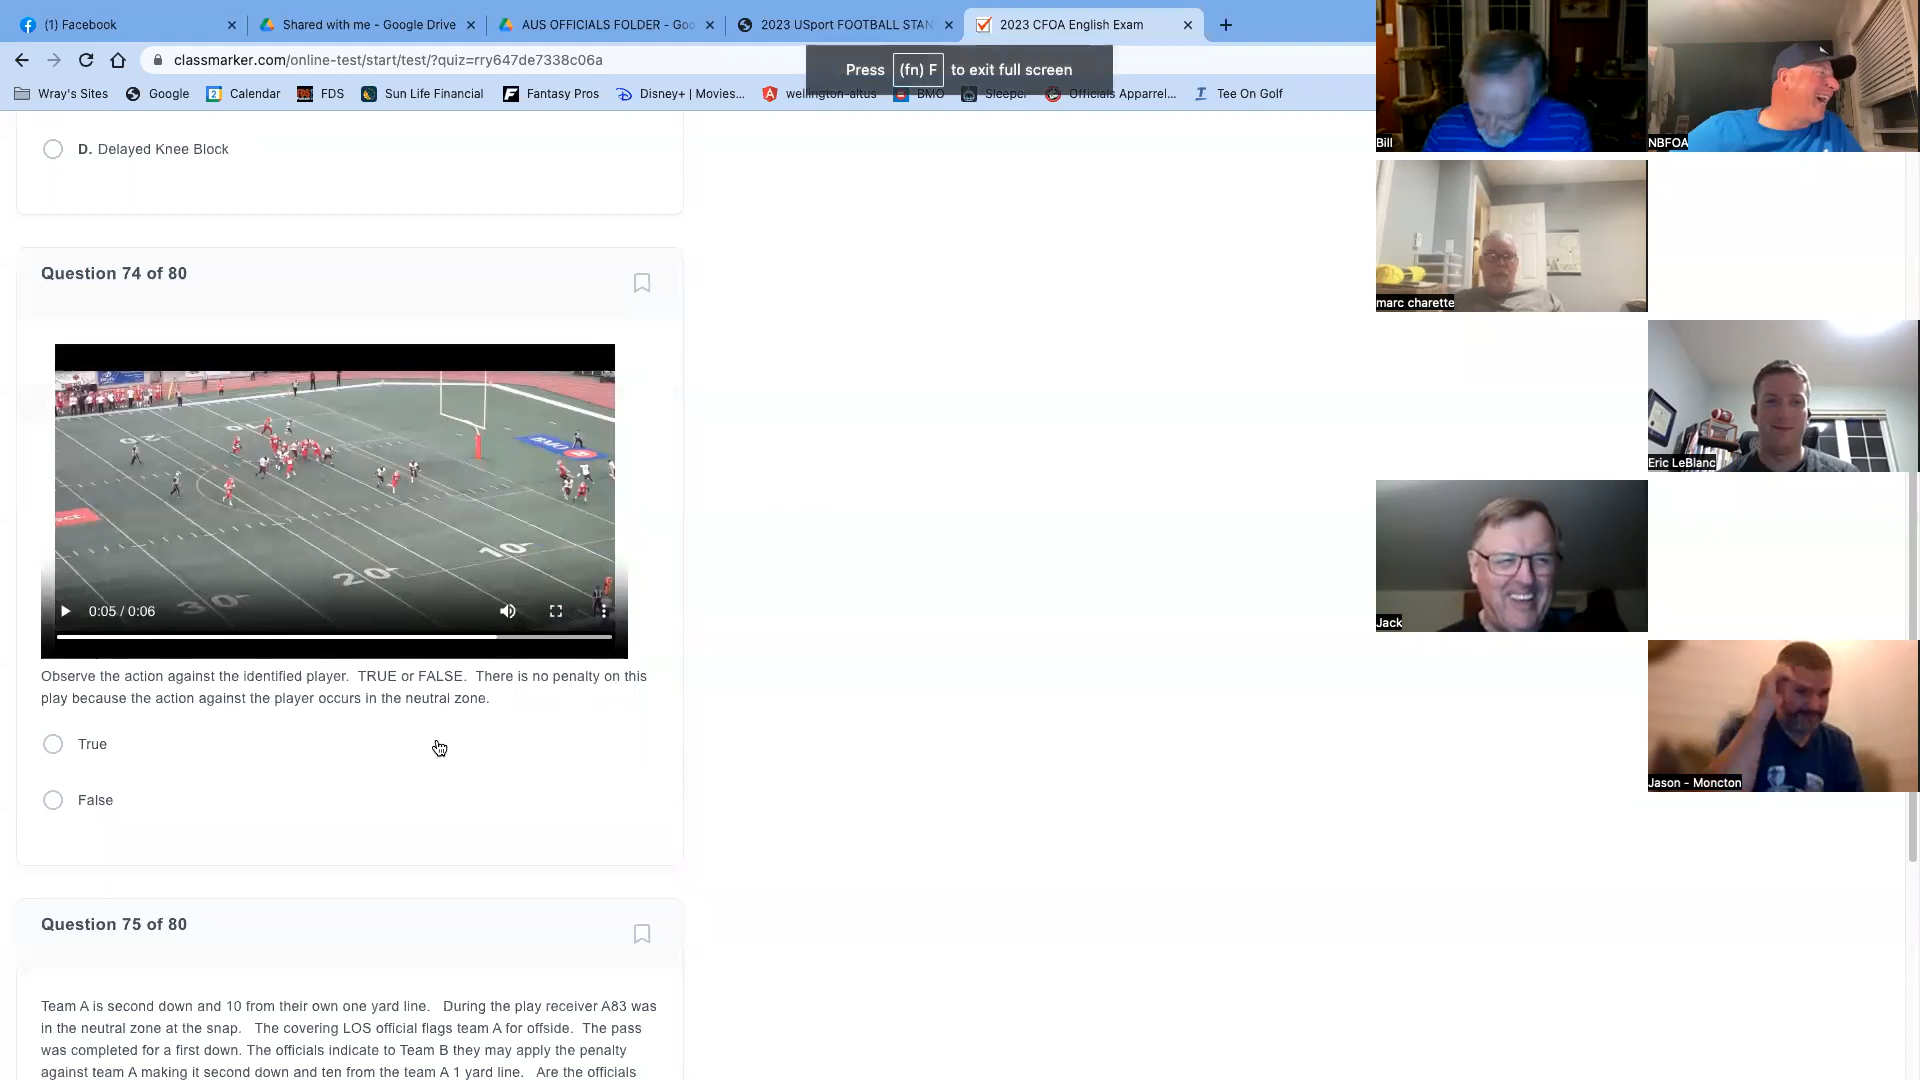 (1) Facebook
Shared with me - Google Drive
AUS OFFICIALS FOLDER - Goo
2023 USport FOOTBALL STAN
2023 CFOA English Exam
classmarker.com/online-test/start/test/?quiz=rry647de7338c06a
Press (fn) F to exit full screen
Wray's Sites
Google
Calendar
FDS
Sun Life Financial
Fantasy Pros
Disney+ | Movies...
wellington-altus
BMO
Sleeper
Officials Apparrel...
Tee On Golf
D. Delayed Knee Block
Question 74 of 80
BMO
10
20
30
0:05 / 0:06
Observe the action against the identified player. TRUE or FALSE. There is no penalty on this
play because the action against the player occurs in the neutral zone.
True
False
Question 75 of 80
Team A is second down and 10 from their own one yard line. During the play receiver A83 was
in the neutral zone at the snap. The covering LOS official flags team A for offside. The pass
was completed for a first down. The officials indicate to Team B they may apply the penalty
against team A making it second down and ten from the team A 1 yard line. Are the officials
Bill
NBFOA
marc charette
Eric LeBlanc
Jack
Jason - Moncton